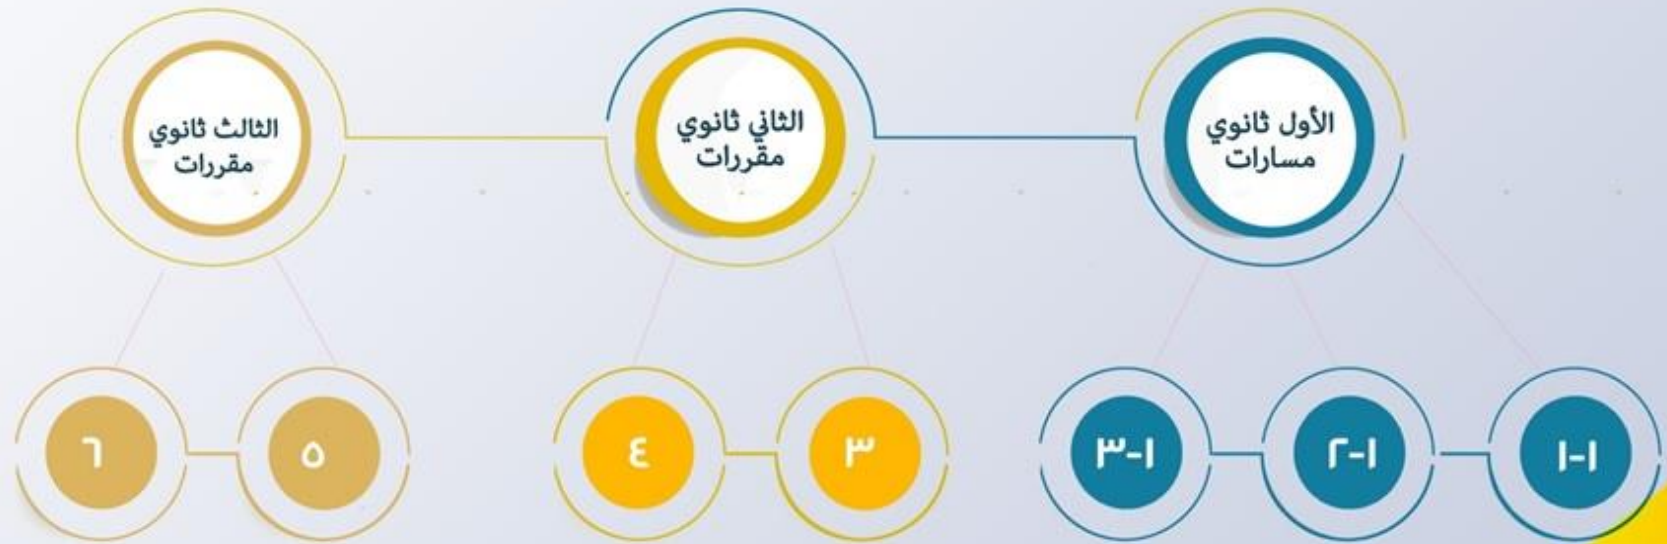 الأول ثانوي
مسارات
الثاني ثانوي
مقررات
الثالث ثانوي
مقررات
١-١
١-٢
١-٣
٣
٤
٥
٦